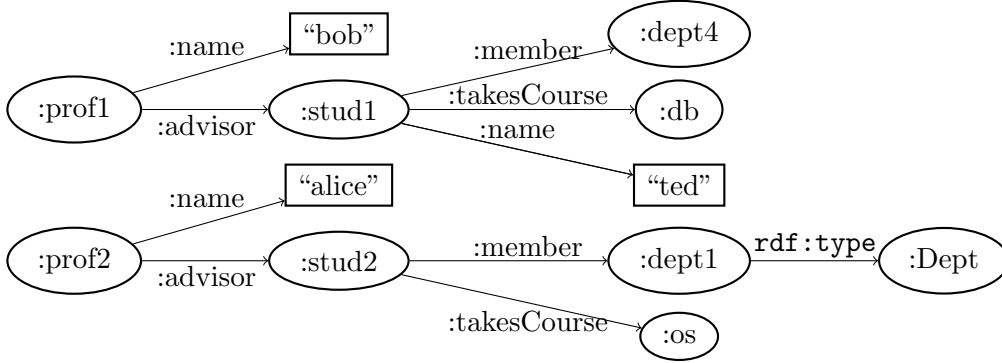 :name
“bob”
:member
:dept4
:prof1
:advisor
:stud1
:takesCourse
:db
:name
“ted”
:name
“alice”
:prof2
:advisor
:stud2
:member
:dept1
rdf:type
:Dept
:takesCourse
:os